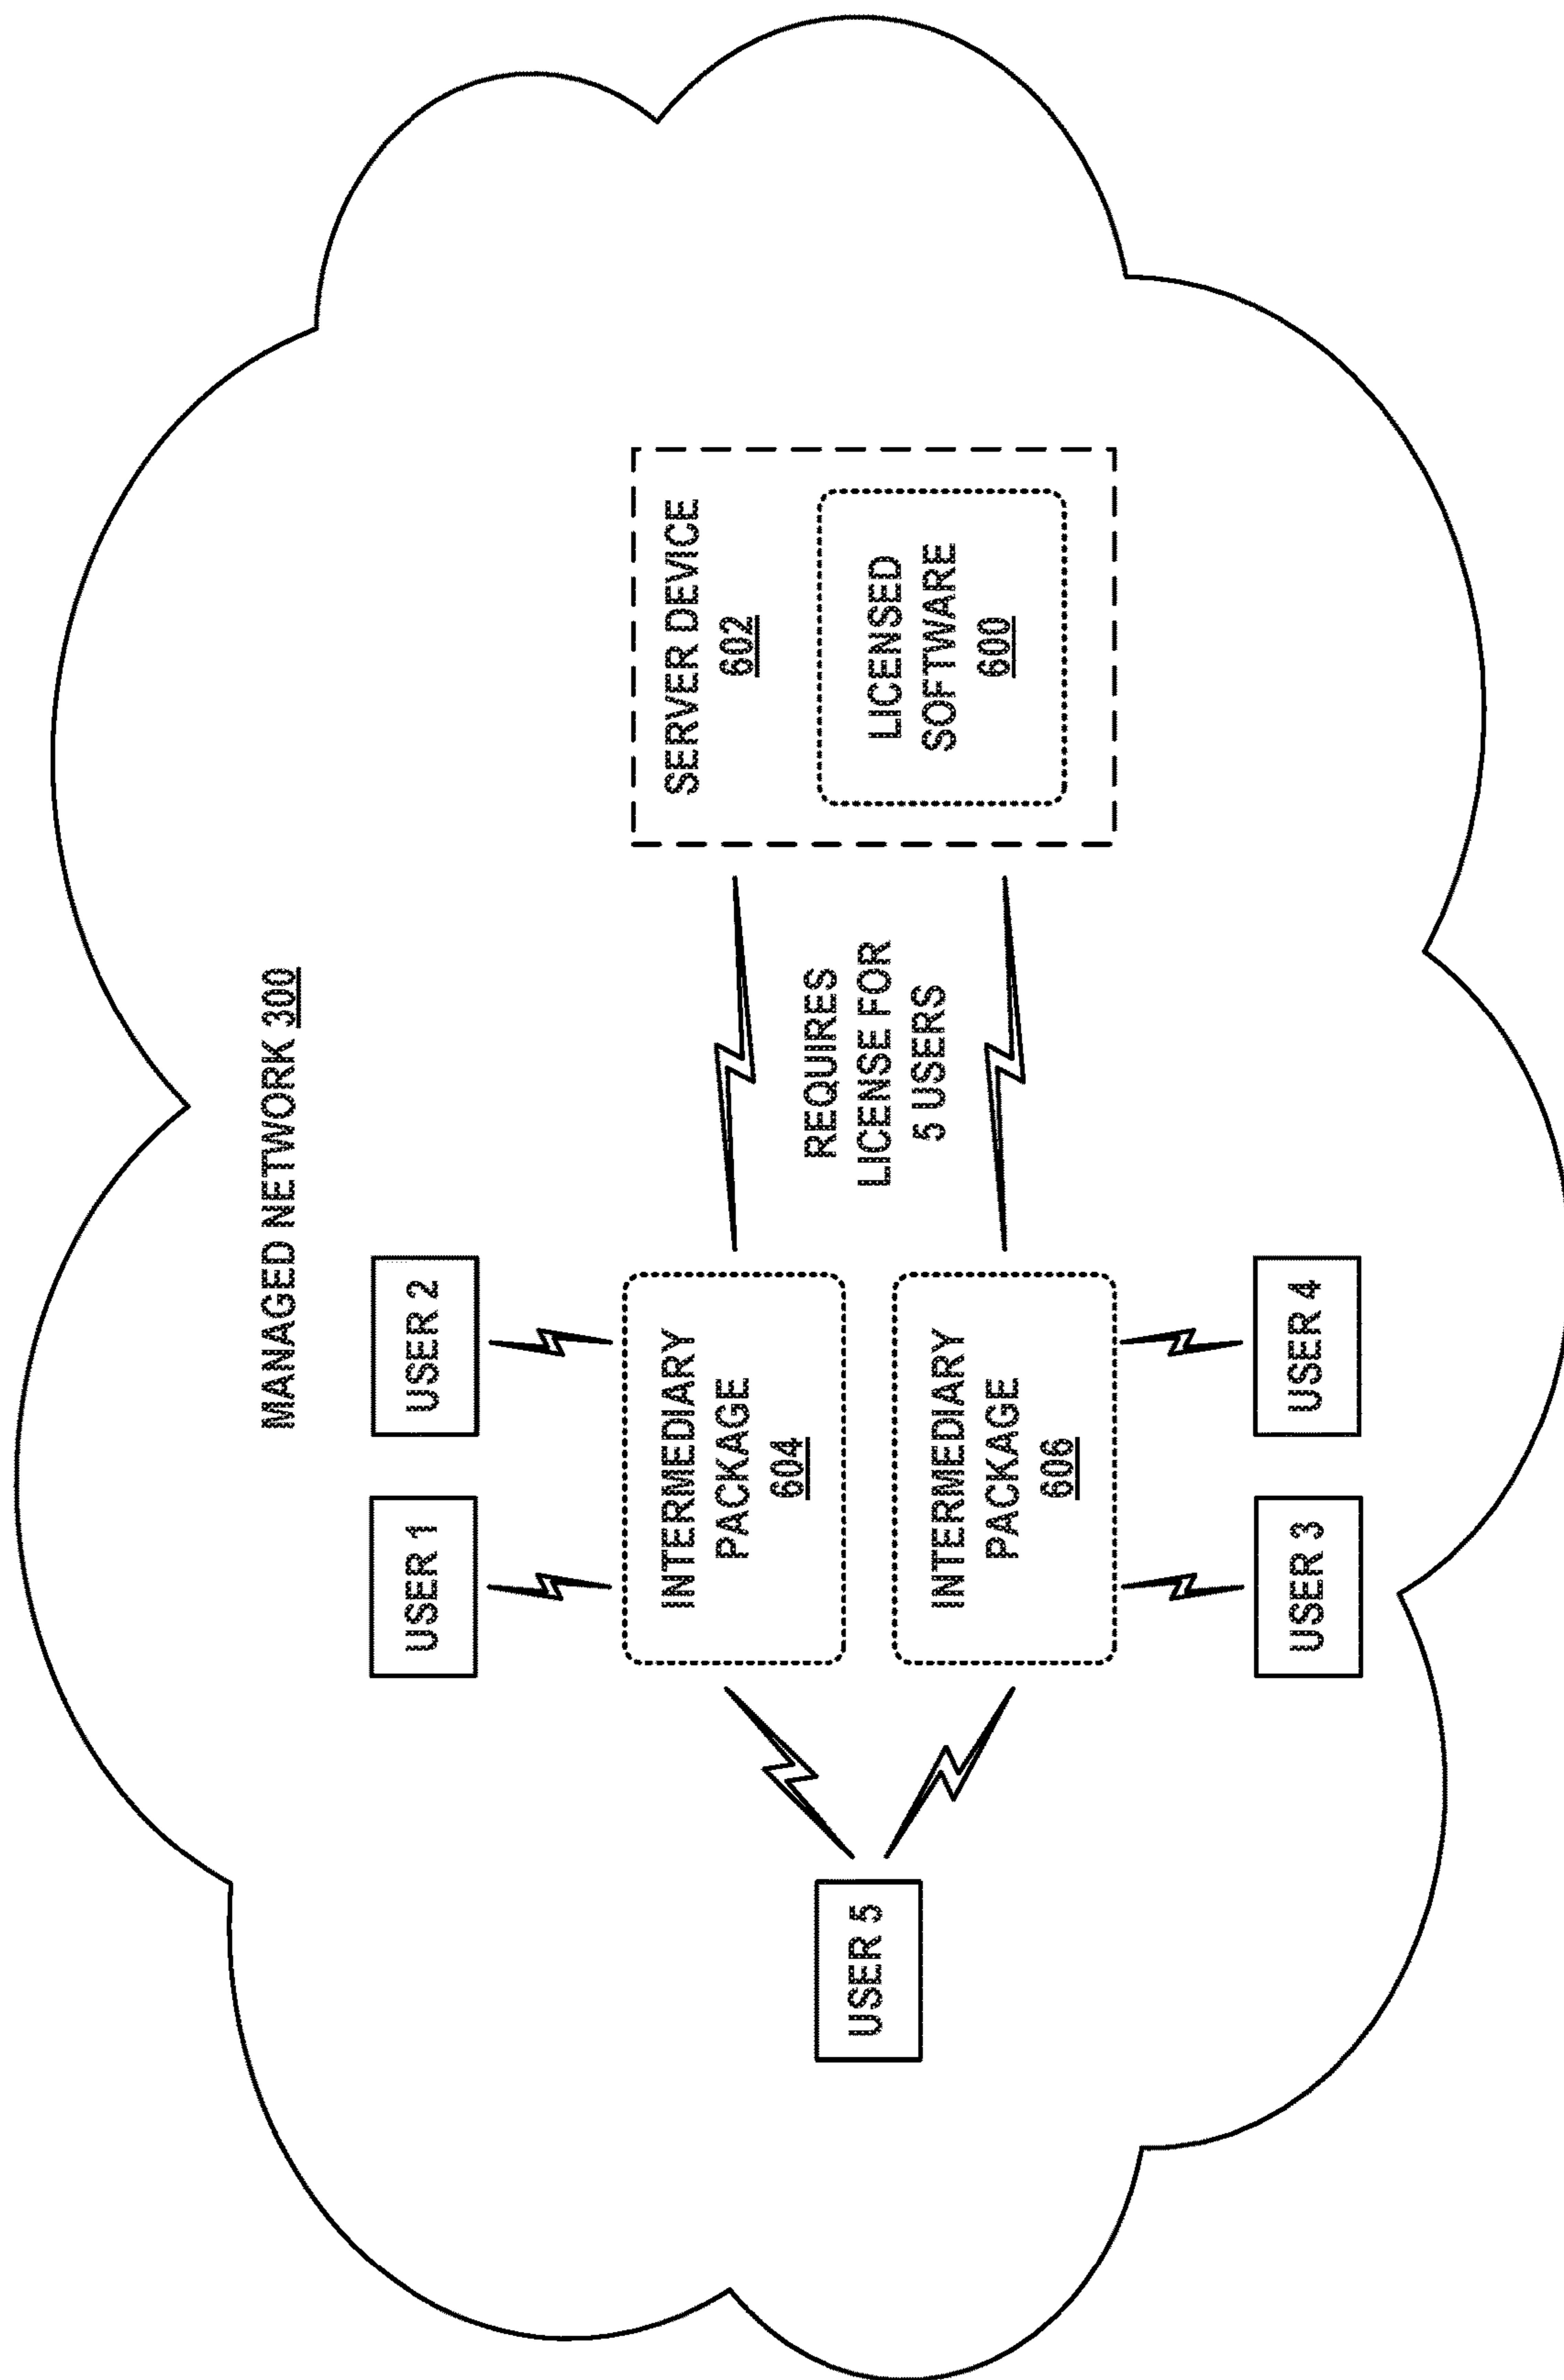 MANAGED NETWORK 300
USER 1
USER 2
INTERMEDIARY
PACKAGE
604
USER 5
REQUIRES
LICENSE FOR
5 USERS
SERVER DEVICE
602
LICENSED
SOFTWARE
600
INTERMEDIARY
PACKAGE
606
USER 3
USER 4